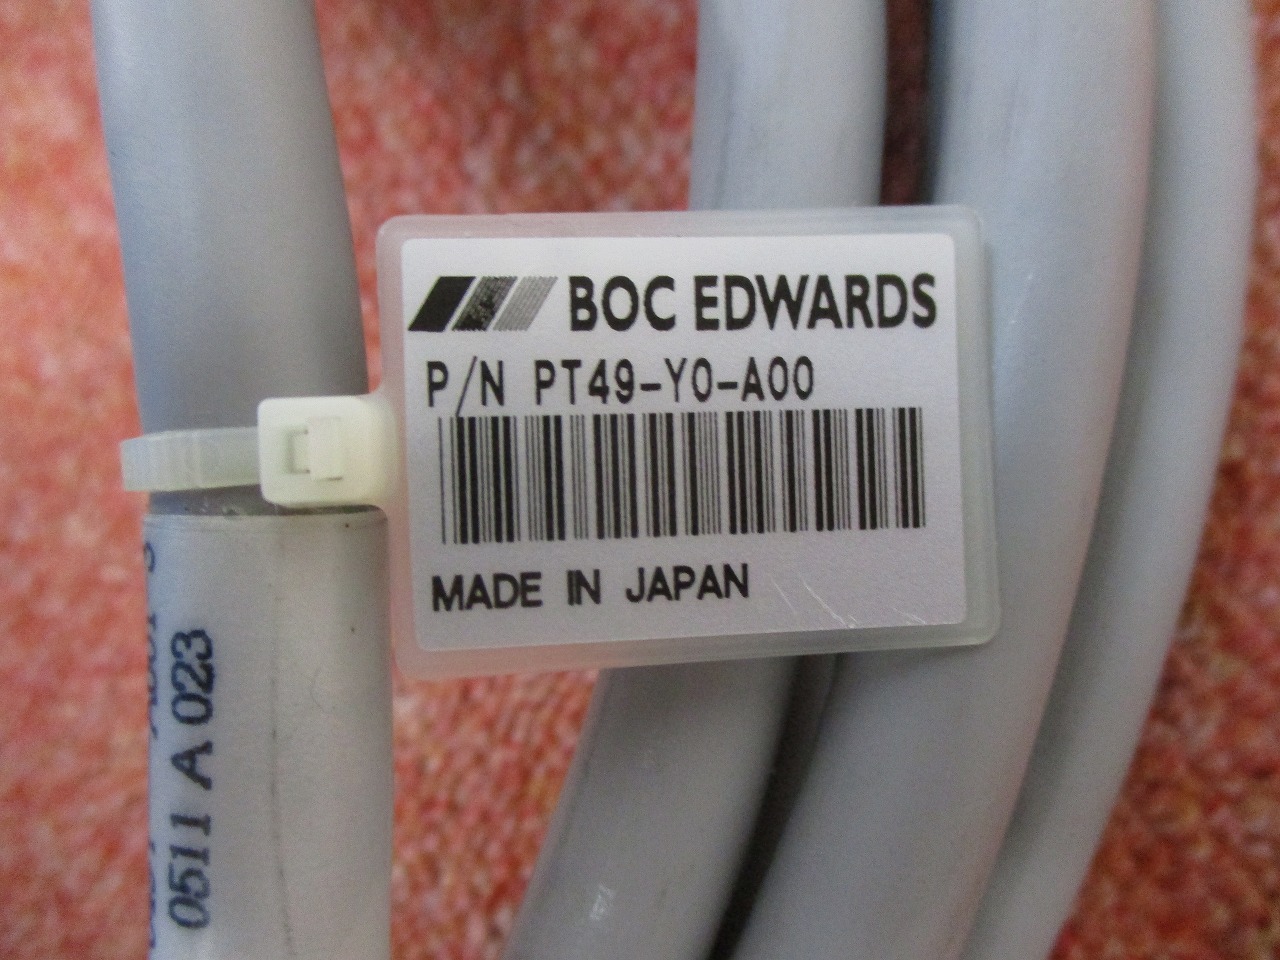 BOC EDWARDS
P/N PT49-Y0-A00
MADE IN JAPAN
0511 A 023